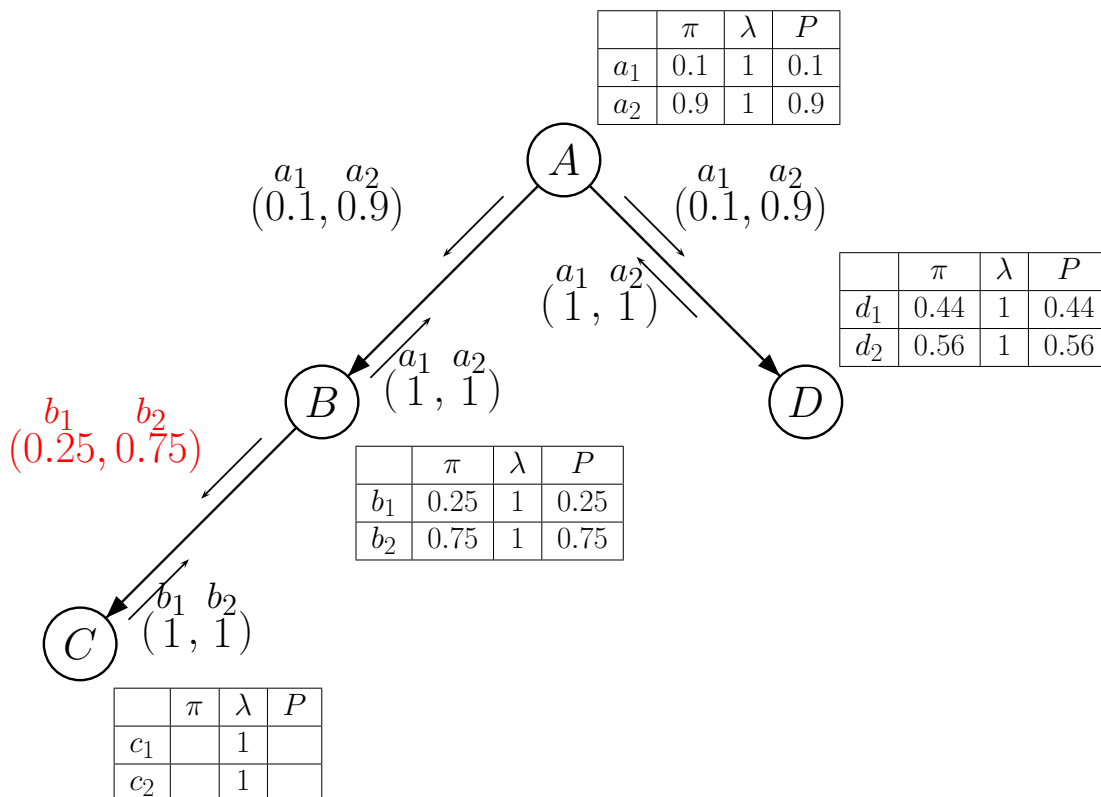 π λ P
a₁ 0.1 1 0.1
a₂ 0.9 1 0.9
A
a₁ a₂
(0.1, 0.9)
a₁ a₂
(0.1, 0.9)
a₁ a₂
(1, 1)
π λ P
d₁ 0.44 1 0.44
d₂ 0.56 1 0.56
a₁ a₂
(1, 1)
B
D
b₁ b₂
(0.25, 0.75)
π λ P
b₁ 0.25 1 0.25
b₂ 0.75 1 0.75
b₁ b₂
(1, 1)
C
π λ P
c₁ 1
c₂ 1